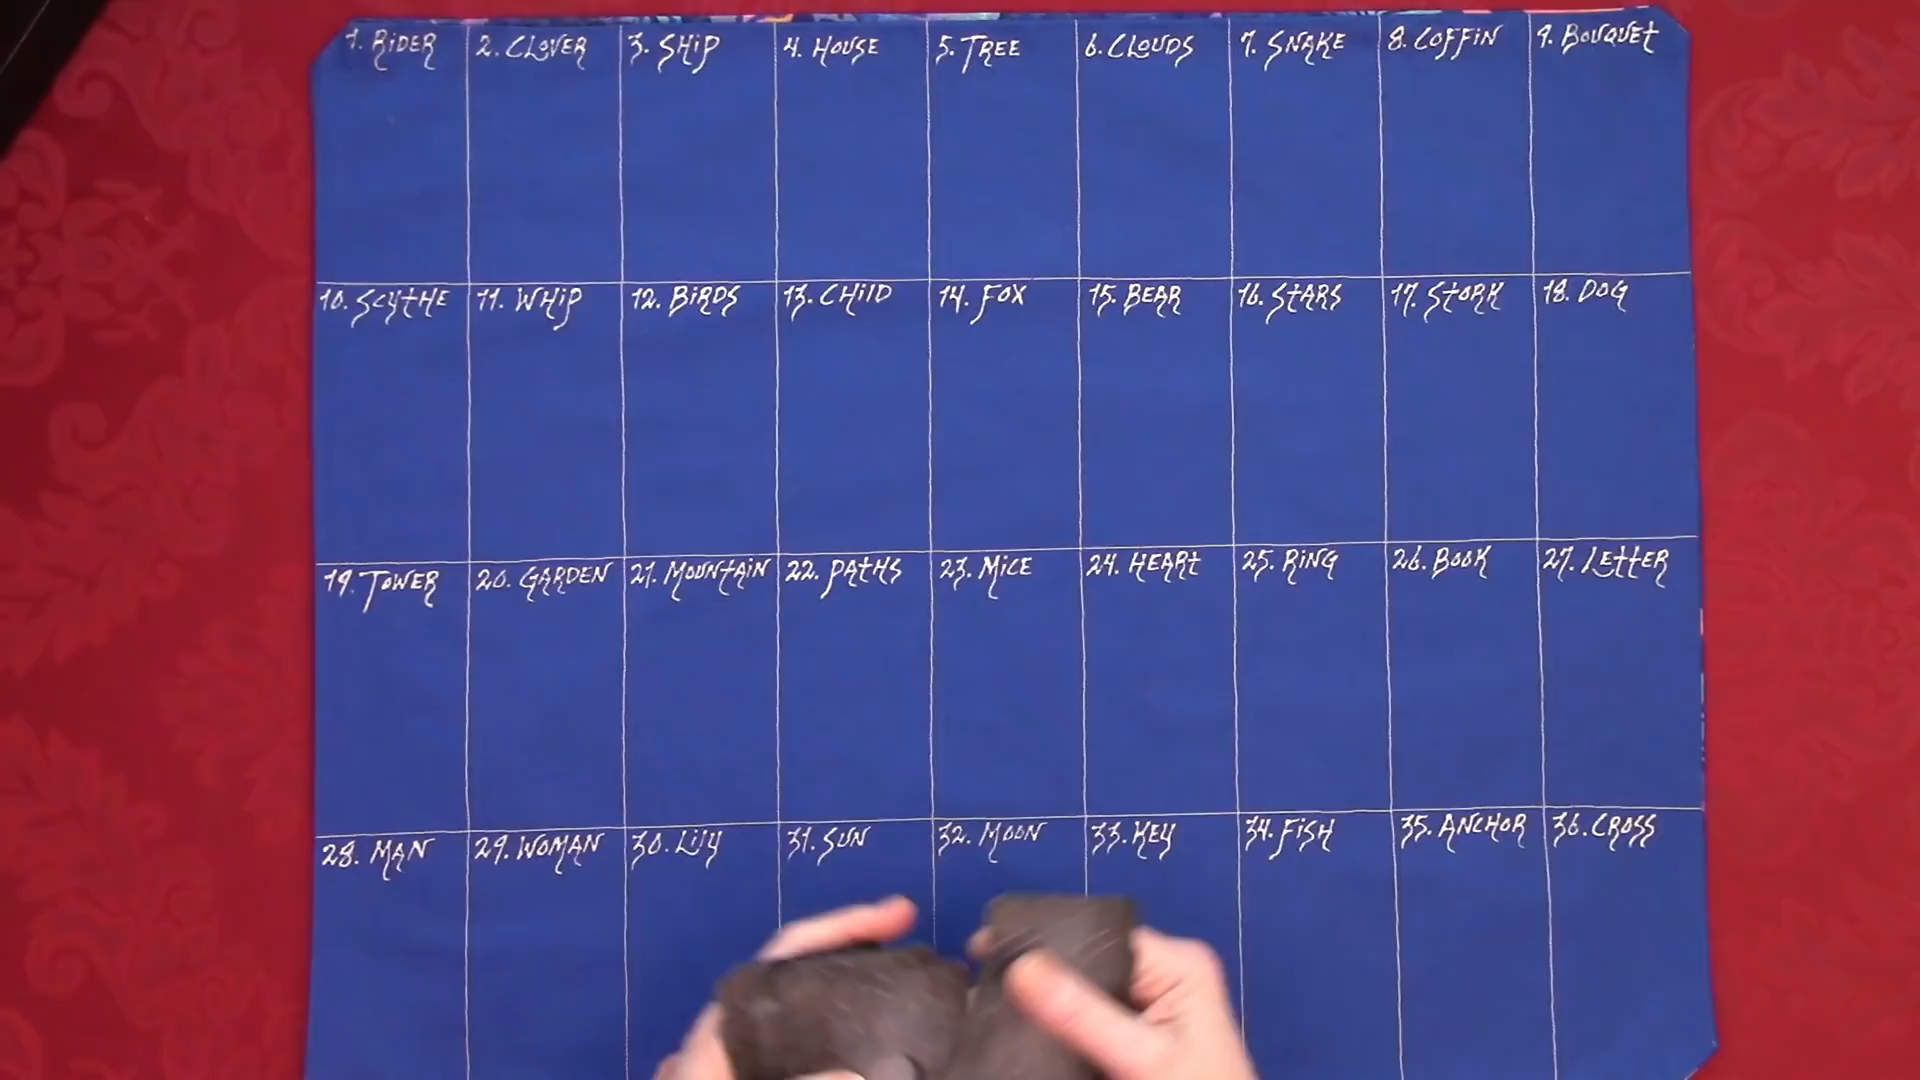 1. RiDER 2. CLOVER 3. SHiP 4. HOUSE 5. TREE 6. CLOUDS 7. SNAKE 8. COFFiN 9. BOUQUET
10. SCYTHE 11. WHiP 12. BiRDS 13. CHilD 14. FOX 15. BEAR 16. STARS 17. STORK 18. DOG
19. TOWER 20. GARDEN 21. MOUNTAiN 22. PATHS 23. MiCE 24. HEART 25. RiNG 26. BOOK 27. LETTER
28. MAN 29. WOMAN 30. LilY 31. SUN 32. MOON 33. KEY 34. FiSH 35. ANCHOR 36. CROSS